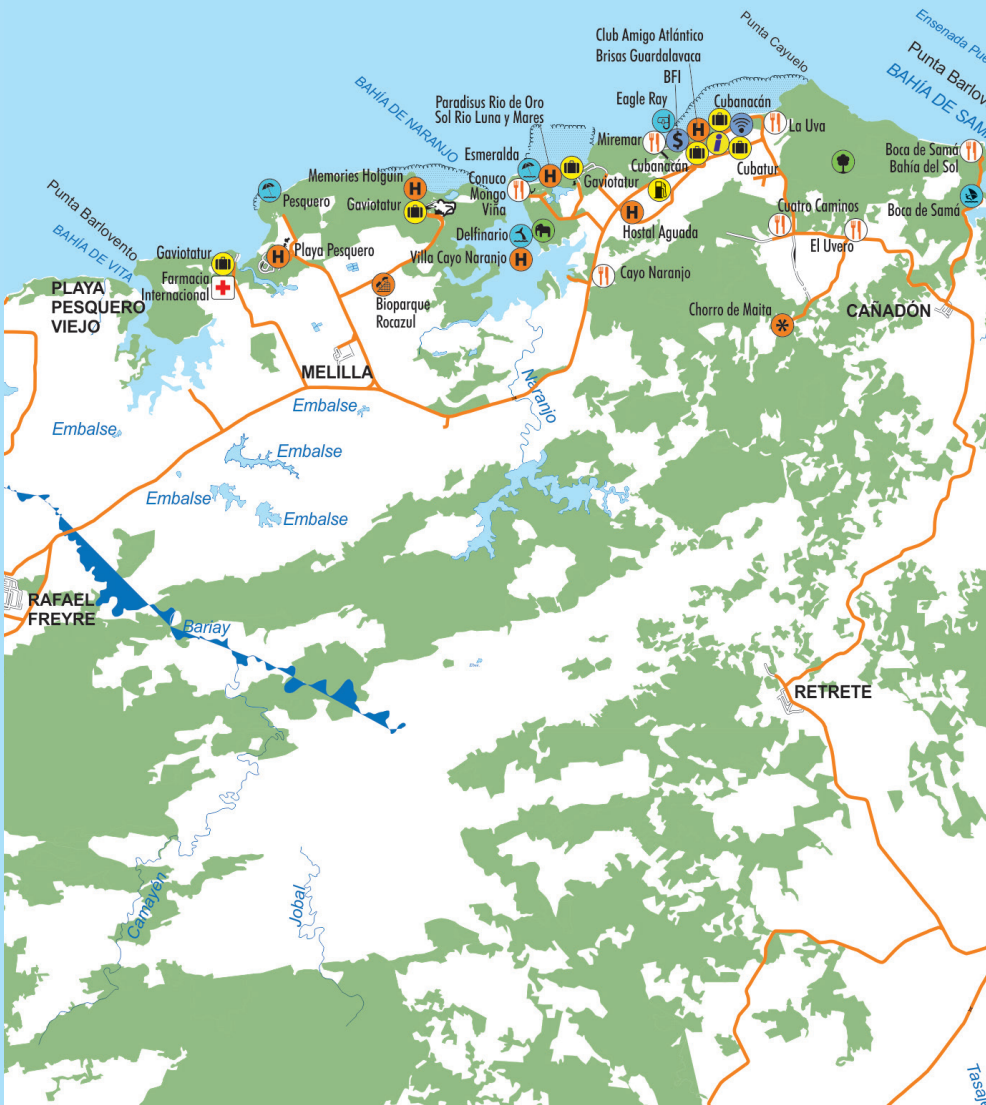 Punta Cayuelo
Punta Barlov
BAHÍA DE SAM
Club Amigo Atlántico
Brisas Guardalavaca
BFI
Eagle Ray
Cubanacán
Miremar
$
H
i
La Uva
Cubanacán
Cubatur
BAHÍA DE NARANJO
Paradisus Rio de Oro
Sol Rio Luna y Mares
Esmeralda
H
Conuco
Mongo
Viña
Gaviotatur
Boca de Samá
Bahía del Sol
Boca de Samá
Memories Holguin
H
Gaviotatur
Pesquero
Delfinario
Villa Cayo Naranjo
H
H
Hostal Aguada
Cuatro Caminos
El Uvero
Punta Barlovento
BAHÍA DE VITA
Gaviotatur
Farmacia
Internacional
H
Playa Pesquero
Bioparque
Rocazul
Cayo Naranjo
Chorro de Maita
CAÑADÓN
PLAYA
PESQUERO
VIEJO
MELILLA
Naranjo
Embalse
Embalse
Embalse
Embalse
Embalse
RAFAEL
FREYRE
Bariay
RETRETE
Camayén
Jobal